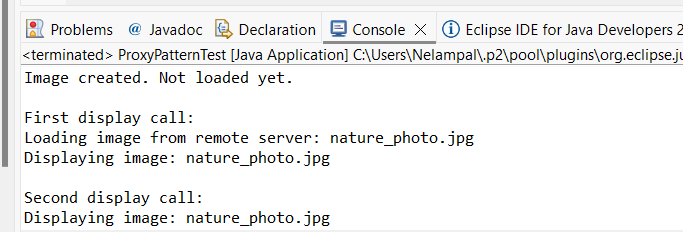 Problems @ Javadoc Declaration Console Eclipse IDE for Java Developers 2
<terminated> ProxyPatternTest [Java Application] C:\Users\Nelampal\.p2\pool\plugins\org.eclipse.ju
Image created. Not loaded yet.

First display call:
Loading image from remote server: nature_photo.jpg
Displaying image: nature_photo.jpg

Second display call:
Displaying image: nature_photo.jpg